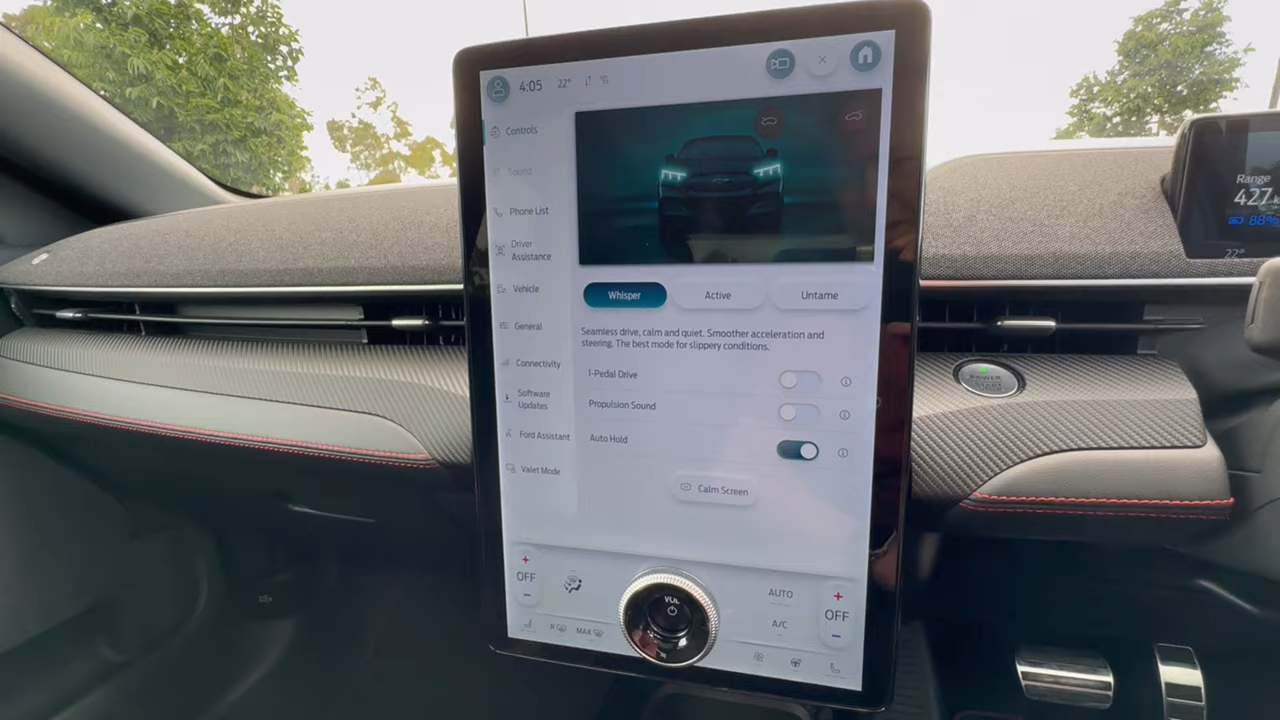 4:05
22°
Controls
Sound
Phone List
Driver
Assistance
Vehicle
General
Connectivity
Software
Updates
Ford Assistant
Valet Mode
Whisper
Active
Untame
Seamless drive, calm and quiet. Smoother acceleration and
steering. The best mode for slippery conditions.
1-Pedal Drive
Propulsion Sound
Auto Hold
Calm Screen
+
OFF
-
R
MAX
VOL
AUTO
A/C
+
OFF
-
Range
427
88%
22°
POWER
START